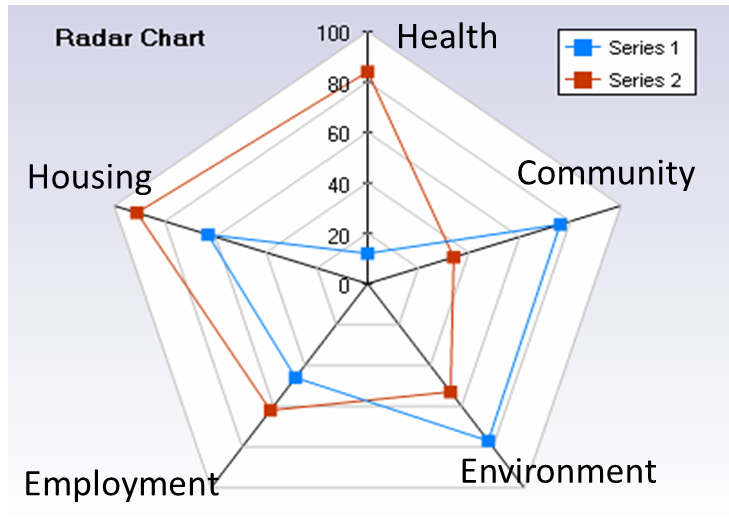 Radar Chart
100
Health
Series 1
Series 2
80
60
Housing
Community
40
20
0
Employment
Environment